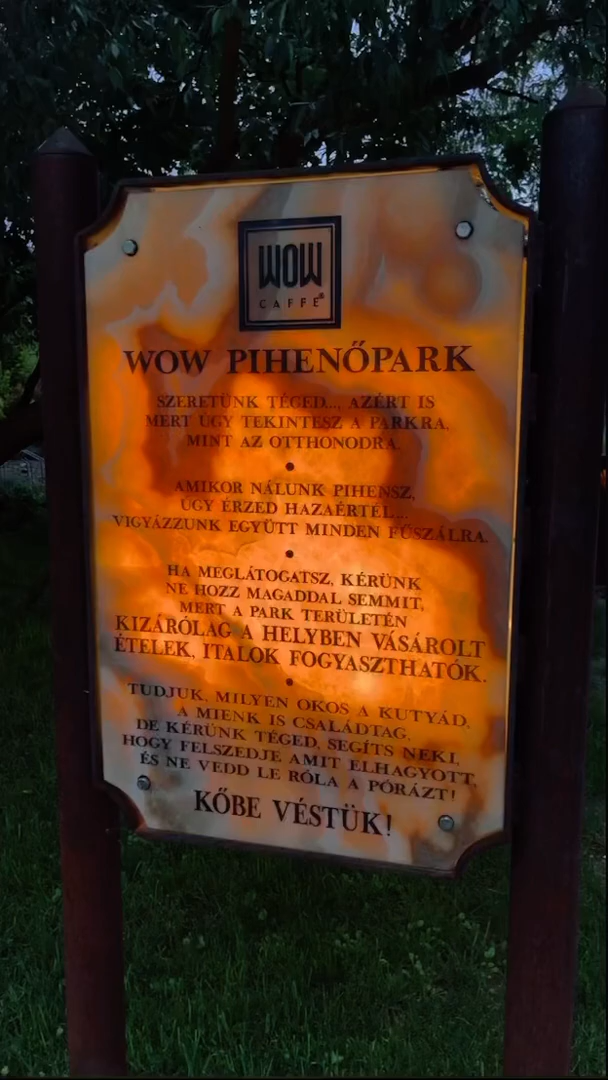 WOW
CAFFÉ®
WOW PIHENŐPARK
SZERETÜNK TÉGED..., AZÉRT IS
MERT ÚGY TEKINTESZ A PARKRA,
MINT AZ OTTHONODRA.
•
AMIKOR NÁLUNK PIHENSZ,
ÚGY ÉRZED HAZAÉRTÉL...
VIGYÁZZUNK EGYÜTT MINDEN FŰSZÁLRA.
•
HA MEGLÁTOGATSZ, KÉRÜNK
NE HOZZ MAGADDAL SEMMIT,
MERT A PARK TERÜLETÉN
KIZÁRÓLAG A HELYBEN VÁSÁROLT
ÉTELEK, ITALOK FOGYASZTHATÓK.
•
TUDJUK, MILYEN OKOS A KUTYÁD,
A MIENK IS CSALÁDTAG,
DE KÉRÜNK TÉGED, SEGÍTS NEKI,
HOGY FELSZEDJE AMIT ELHAGYOTT,
ÉS NE VEDD LE RÓLA A PÓRÁZT!
KŐBE VÉSTÜK!